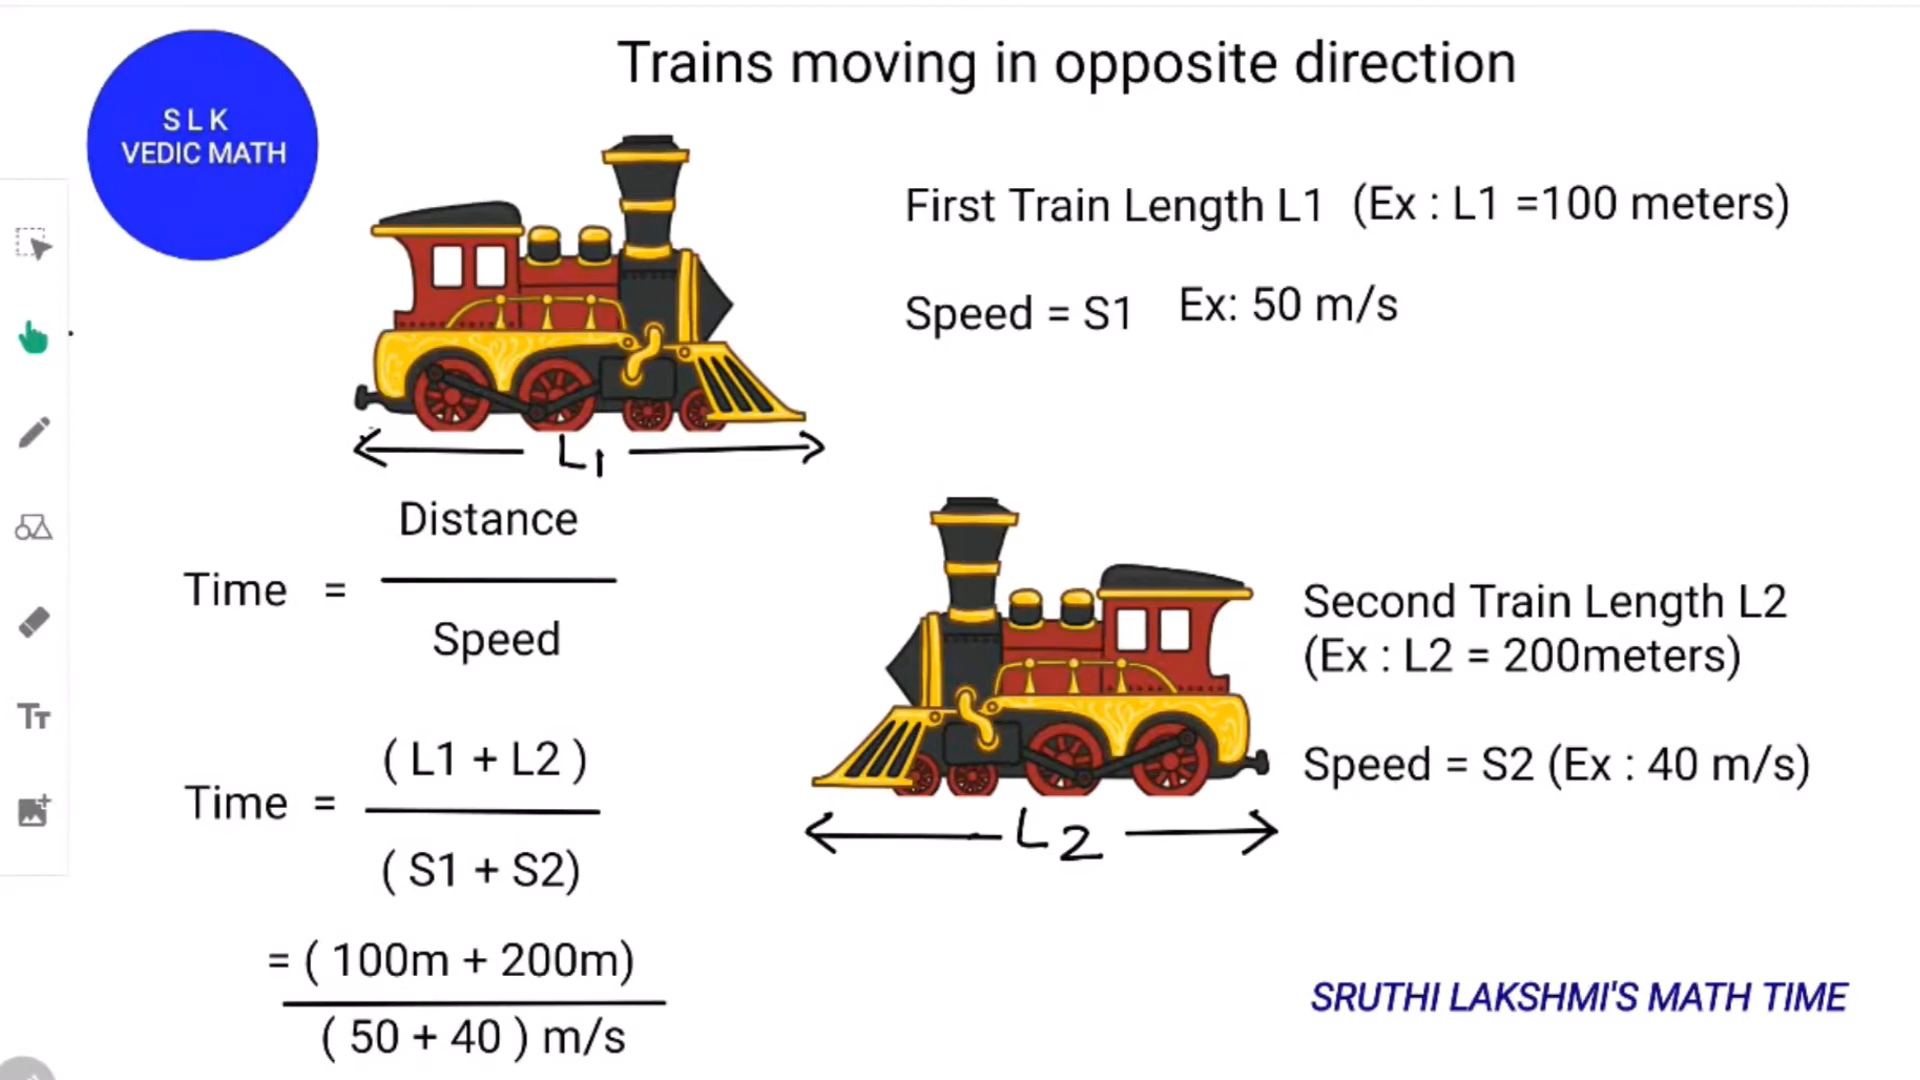 Trains moving in opposite direction
S L K
VEDIC MATH
First Train Length L1 (Ex : L1 =100 meters)
Speed = S1 Ex: 50 m/s
L1
Distance
Time =
Speed
Second Train Length L2
(Ex : L2 = 200meters)
Speed = S2 (Ex : 40 m/s)
L2
( L1 + L2 )
Time =
( S1 + S2)
= ( 100m + 200m)
( 50 + 40 ) m/s
SRUTHI LAKSHMI'S MATH TIME
TT